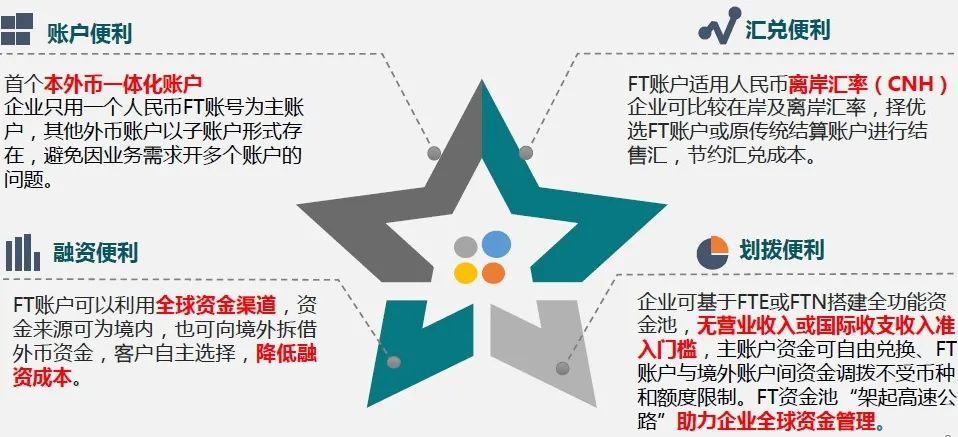 账户便利
首个本外币一体化账户
企业只用一个人民币FT账号为主账
户，其他外币账户以子账户形式存
在，避免因业务需求开多个账户的
问题。
汇兑便利
FT账户适用人民币离岸汇率（CNH）
企业可比较在岸及离岸汇率，择优
选FT账户或原传统结算账户进行结
售汇，节约汇兑成本。
融资便利
FT账户可以利用全球资金渠道，资
金来源可为境内，也可向境外拆借
外币资金，客户自主选择，降低融
资成本。
划拨便利
企业可基于FTE或FTN搭建全功能资
金池，无营业收入或国际收支收入准
入门槛，主账户资金可自由兑换、FT
账户与境外账户间资金调拨不受币种
和额度限制。FT资金池“架起高速公
路”助力企业全球资金管理。